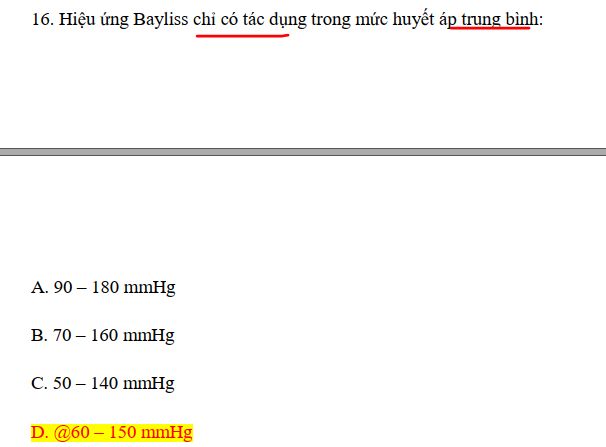 16. Hiệu ứng Bayliss chỉ có tác dụng trong mức huyết áp trung bình:
A. 90 – 180 mmHg
B. 70 – 160 mmHg
C. 50 – 140 mmHg
D. @60 – 150 mmHg